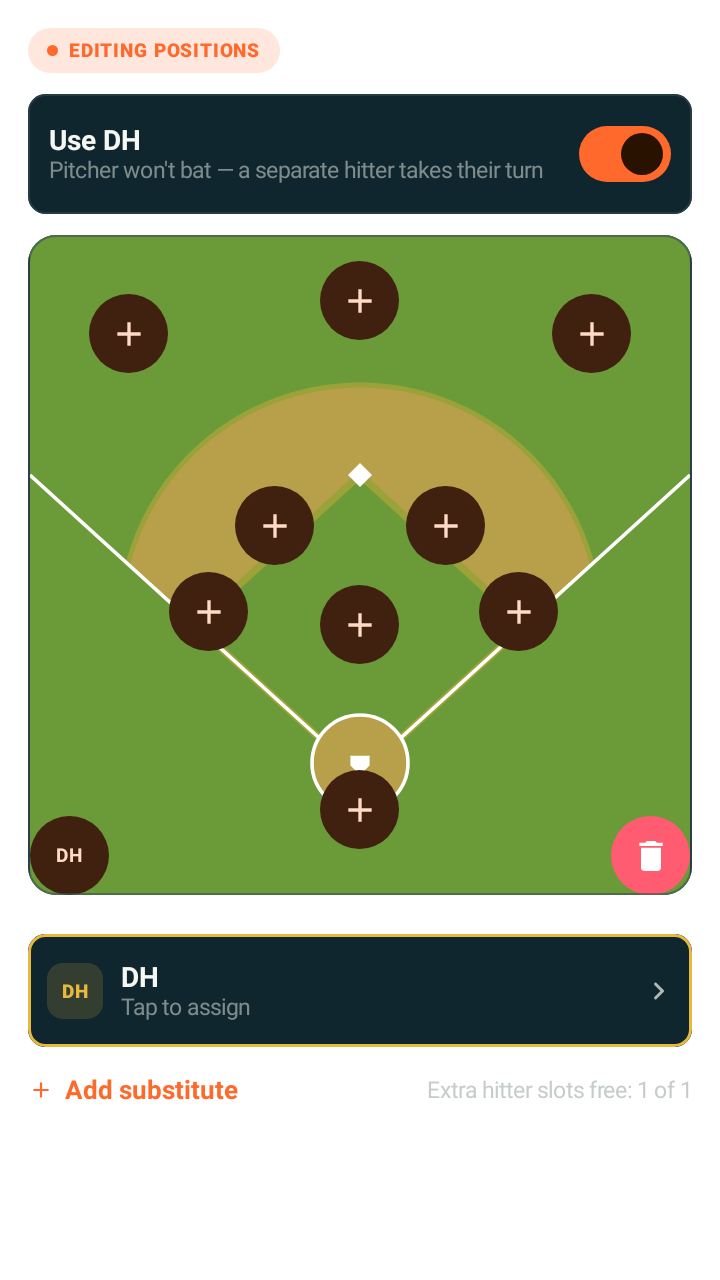 EDITING POSITIONS
Use DH
Pitcher won't bat — a separate hitter takes their turn
DH
DH
DH
Tap to assign
Add substitute
Extra hitter slots free: 1 of 1